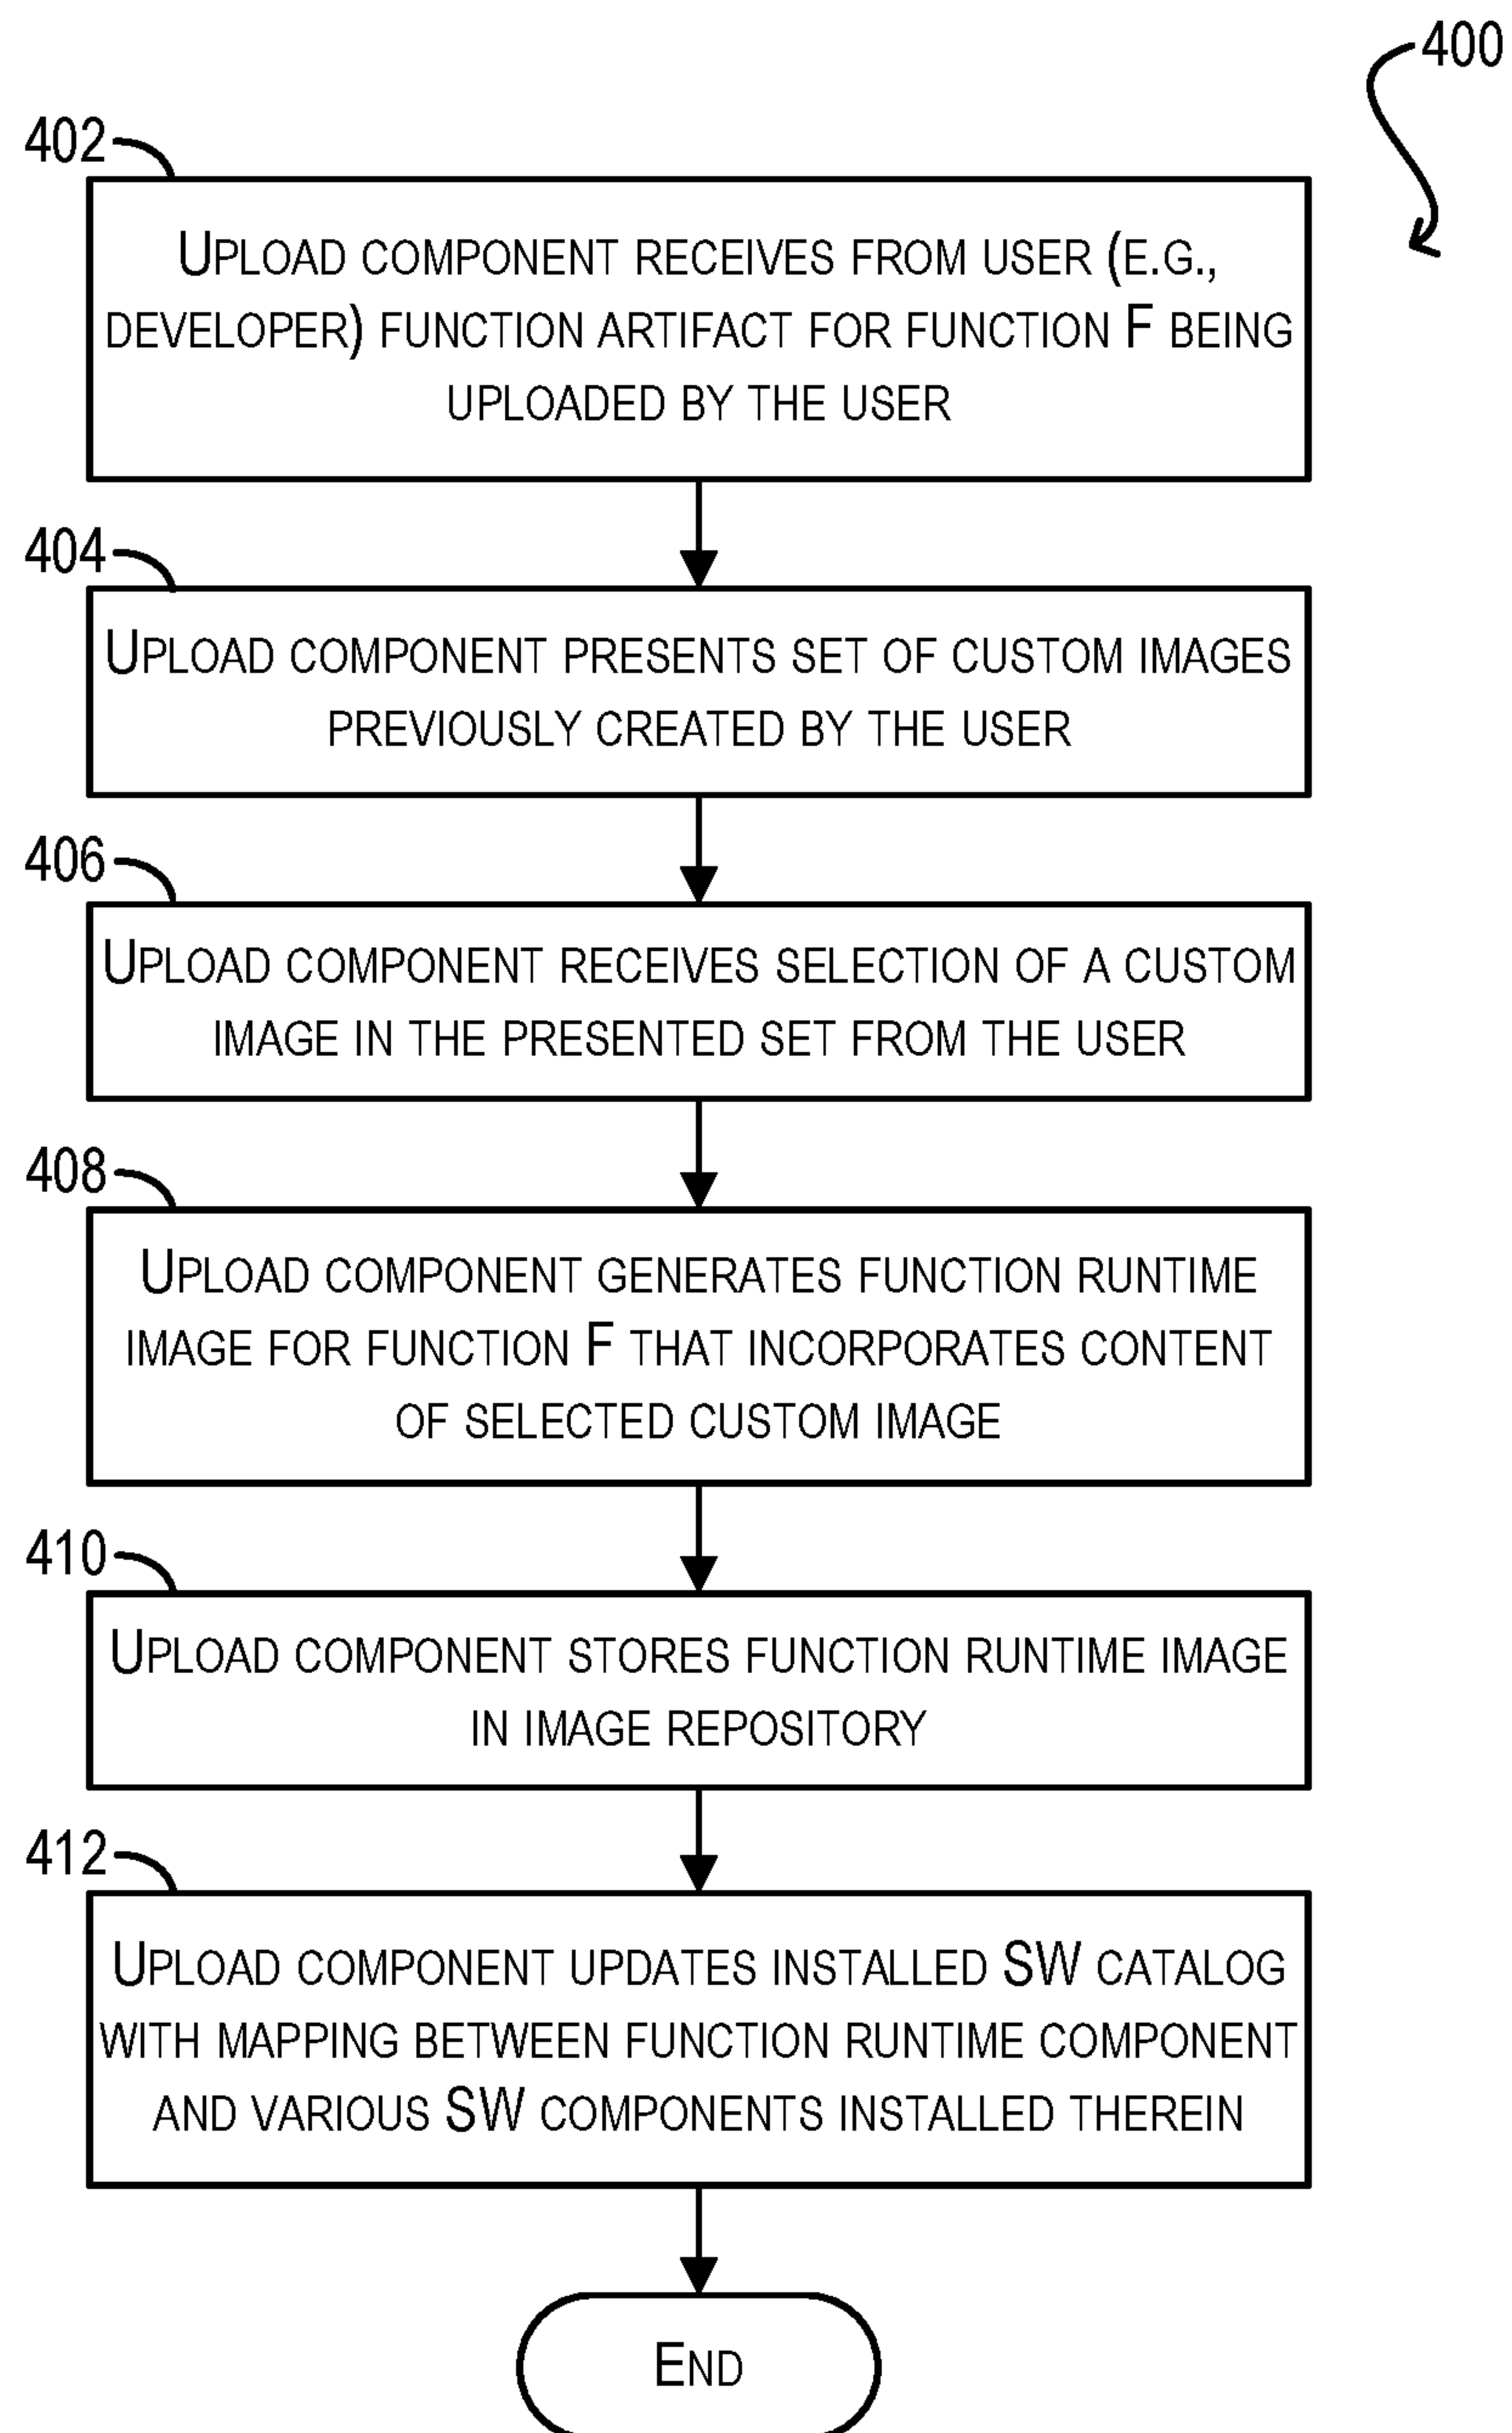 400
402
Upload component receives from user (e.g.,
developer) function artifact for function F being
uploaded by the user
404
Upload component presents set of custom images
previously created by the user
406
Upload component receives selection of a custom
image in the presented set from the user
408
Upload component generates function runtime
image for function F that incorporates content
of selected custom image
410
Upload component stores function runtime image
in image repository
412
Upload component updates installed SW catalog
with mapping between function runtime component
and various SW components installed therein
End